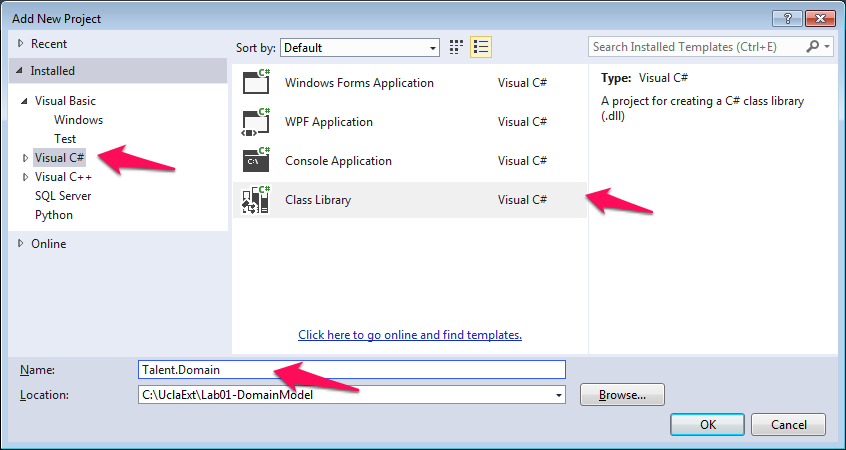 Add New Project
Recent
Installed
Visual Basic
Windows
Test
Visual C#
Visual C++
SQL Server
Python
Online
Sort by: Default
Search Installed Templates (Ctrl+E)
C# Windows Forms Application Visual C#
C# WPF Application Visual C#
C# C:\ Console Application Visual C#
C# Class Library Visual C#
Click here to go online and find templates.
Type: Visual C#
A project for creating a C# class library
(.dll)
Name: Talent.Domain
Location: C:\UclaExt\Lab01-DomainModel
Browse...
OK Cancel